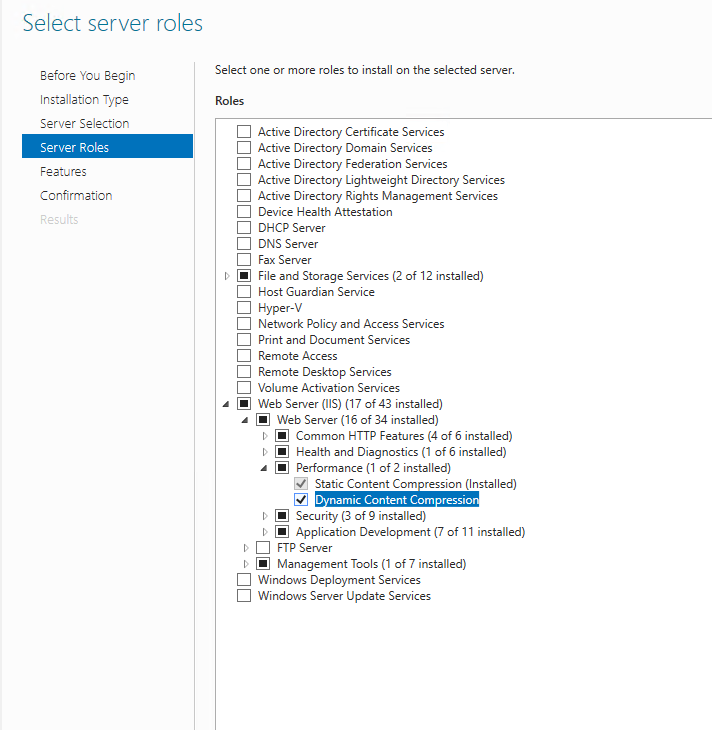 Select server roles
Before You Begin
Installation Type
Server Selection
Server Roles
Features
Confirmation
Results
Select one or more roles to install on the selected server.
Roles
Active Directory Certificate Services
Active Directory Domain Services
Active Directory Federation Services
Active Directory Lightweight Directory Services
Active Directory Rights Management Services
Device Health Attestation
DHCP Server
DNS Server
Fax Server
File and Storage Services (2 of 12 installed)
Host Guardian Service
Hyper-V
Network Policy and Access Services
Print and Document Services
Remote Access
Remote Desktop Services
Volume Activation Services
Web Server (IIS) (17 of 43 installed)
Web Server (16 of 34 installed)
Common HTTP Features (4 of 6 installed)
Health and Diagnostics (1 of 6 installed)
Performance (1 of 2 installed)
Static Content Compression (Installed)
Dynamic Content Compression
Security (3 of 9 installed)
Application Development (7 of 11 installed)
FTP Server
Management Tools (1 of 7 installed)
Windows Deployment Services
Windows Server Update Services